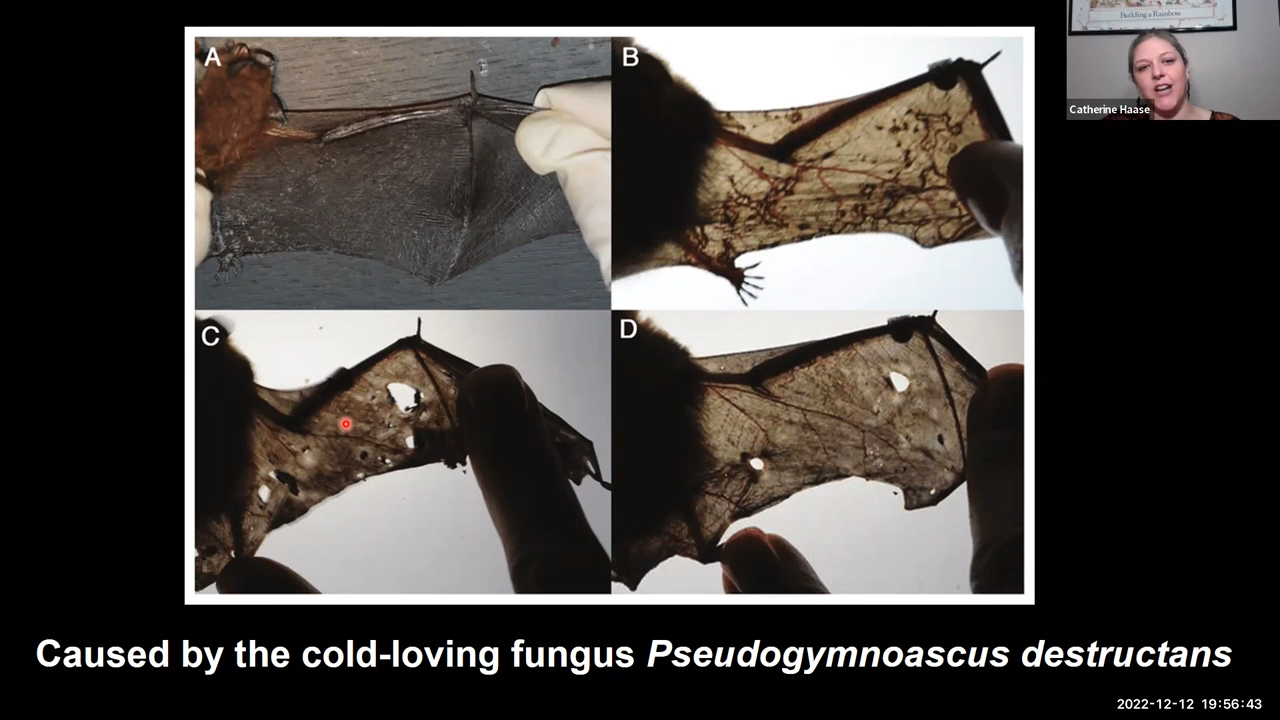 A
B
C
D
Building a Rainbow
Catherine Haase
Caused by the cold-loving fungus Pseudogymnoascus destructans
2022-12-12 19:56:43